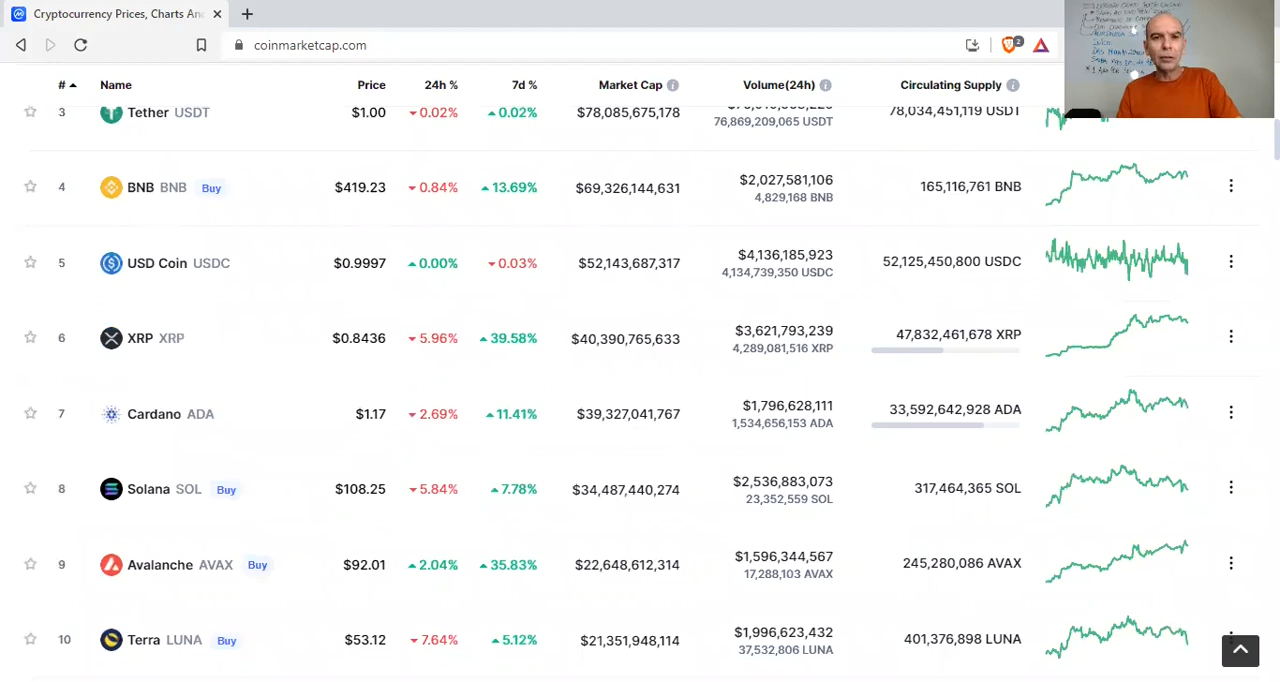 Cryptocurrency Prices, Charts An
coinmarketcap.com
2
# Name Price 24h % 7d % Market Cap Volume(24h) Circulating Supply
3 Tether USDT $1.00 0.02% 0.02% $78,085,675,178 78,034,451,119 USDT
76,869,209,065 USDT
4 BNB BNB Buy $419.23 0.84% 13.69% $69,326,144,631 $2,027,581,106 165,116,761 BNB
4,829,168 BNB
5 USD Coin USDC $0.9997 0.00% 0.03% $52,143,687,317 $4,136,185,923 52,125,450,800 USDC
4,134,739,350 USDC
6 XRP XRP $0.8436 5.96% 39.58% $40,390,765,633 $3,621,793,239 47,832,461,678 XRP
4,289,081,516 XRP
7 Cardano ADA $1.17 2.69% 11.41% $39,327,041,767 $1,796,628,111 33,592,642,928 ADA
1,534,656,153 ADA
8 Solana SOL Buy $108.25 5.84% 7.78% $34,487,440,274 $2,536,883,073 317,464,365 SOL
23,352,559 SOL
9 Avalanche AVAX Buy $92.01 2.04% 35.83% $22,648,612,314 $1,596,344,567 245,280,086 AVAX
17,288,103 AVAX
10 Terra LUNA Buy $53.12 7.64% 5.12% $21,351,948,114 $1,996,623,432 401,376,898 LUNA
37,532,806 LUNA